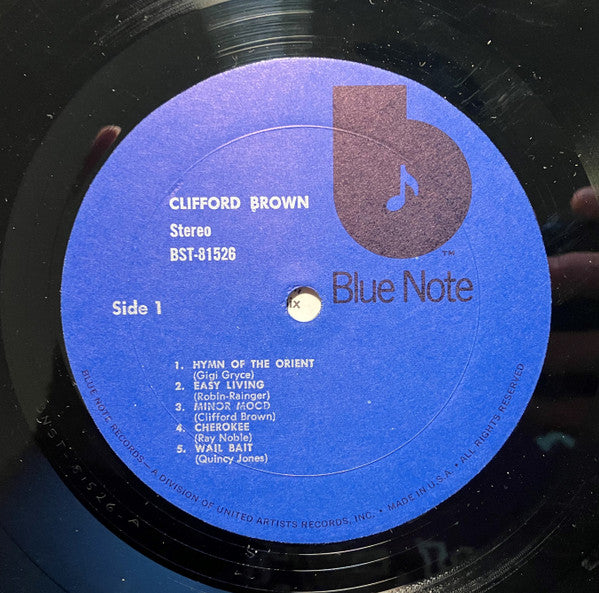 CLIFFORD BROWN
Stereo
BST-81526
TM
Blue Note
Side 1
1. HYMN OF THE ORIENT
(Gigi Gryce)
2. EASY LIVING
(Robin-Rainger)
3. MINOR MOOD
(Clifford Brown)
4. CHEROKEE
(Ray Noble)
5. WAIL BAIT
(Quincy Jones)
BLUE NOTE RECORDS — A DIVISION OF UNITED ARTISTS RECORDS, INC. • MADE IN U.S.A. • ALL RIGHTS RESERVED